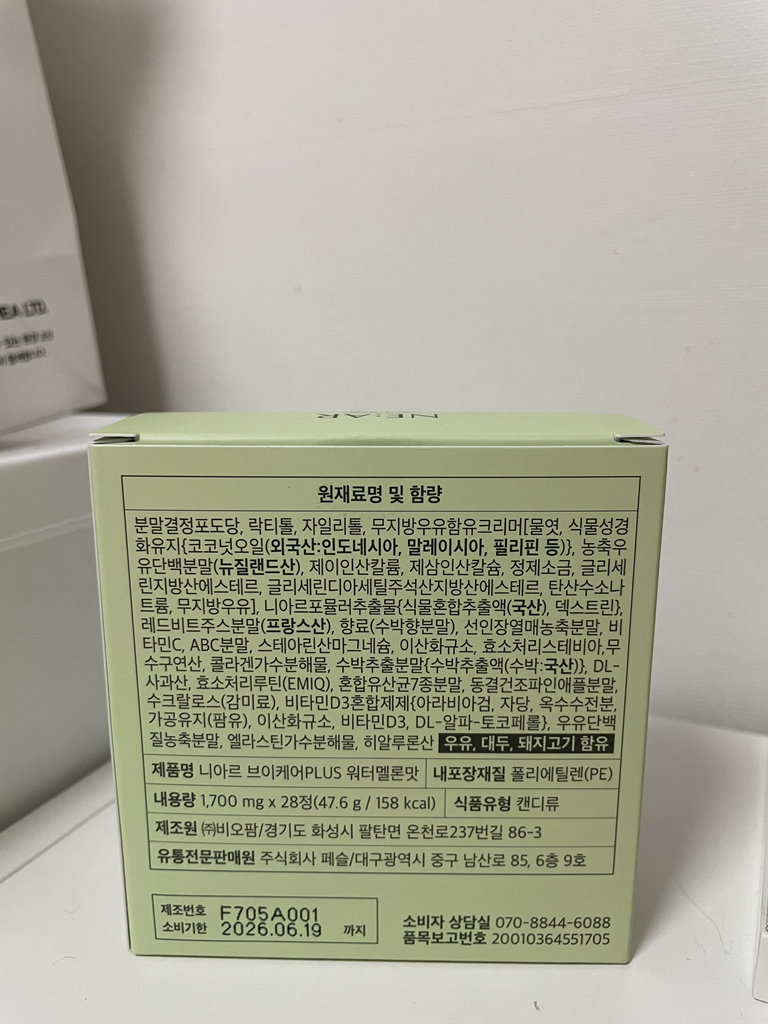 EA LTD.
NE:AR
원재료명 및 함량
분말결정포도당, 락티톨, 자일리톨, 무지방우유함유크리머[물엿, 식물성경
화유지{코코넛오일(외국산:인도네시아, 말레이시아, 필리핀 등)}, 농축우
유단백분말(뉴질랜드산), 제이인산칼륨, 제삼인산칼슘, 정제소금, 글리세
린지방산에스테르, 글리세린디아세틸주석산지방산에스테르, 탄산수소나
트륨, 무지방우유], 니아르포뮬러추출물{식물혼합추출액(국산), 덱스트린},
레드비트주스분말(프랑스산), 향료(수박향분말), 선인장열매농축분말, 비
타민C, ABC분말, 스테아린산마그네슘, 이산화규소, 효소처리스테비아,무
수구연산, 콜라겐가수분해물, 수박추출분말{수박추출액(수박:국산)}, DL-
사과산, 효소처리루틴(EMIQ), 혼합유산균7종분말, 동결건조파인애플분말,
수크랄로스(감미료), 비타민D3혼합제제{아라비아검, 자당, 옥수수전분,
가공유지(팜유), 이산화규소, 비타민D3, DL-알파-토코페롤}, 우유단백
질농축분말, 엘라스틴가수분해물, 히알루론산 우유, 대두, 돼지고기 함유
제품명 니아르 브이케어PLUS 워터멜론맛 내포장재질 폴리에틸렌(PE)
내용량 1,700 mg x 28정(47.6 g / 158 kcal) 식품유형 캔디류
제조원 ㈜비오팜/경기도 화성시 팔탄면 온천로237번길 86-3
유통전문판매원 주식회사 페슬/대구광역시 중구 남산로 85, 6층 9호
제조번호 F705A001
소비기한 2026.06.19 까지
소비자 상담실 070-8844-6088
품목보고번호 20010364551705